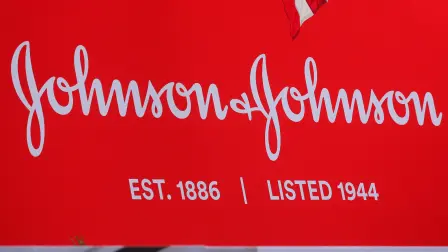 Johnson & Johnson
EST. 1886 | LISTED 1944